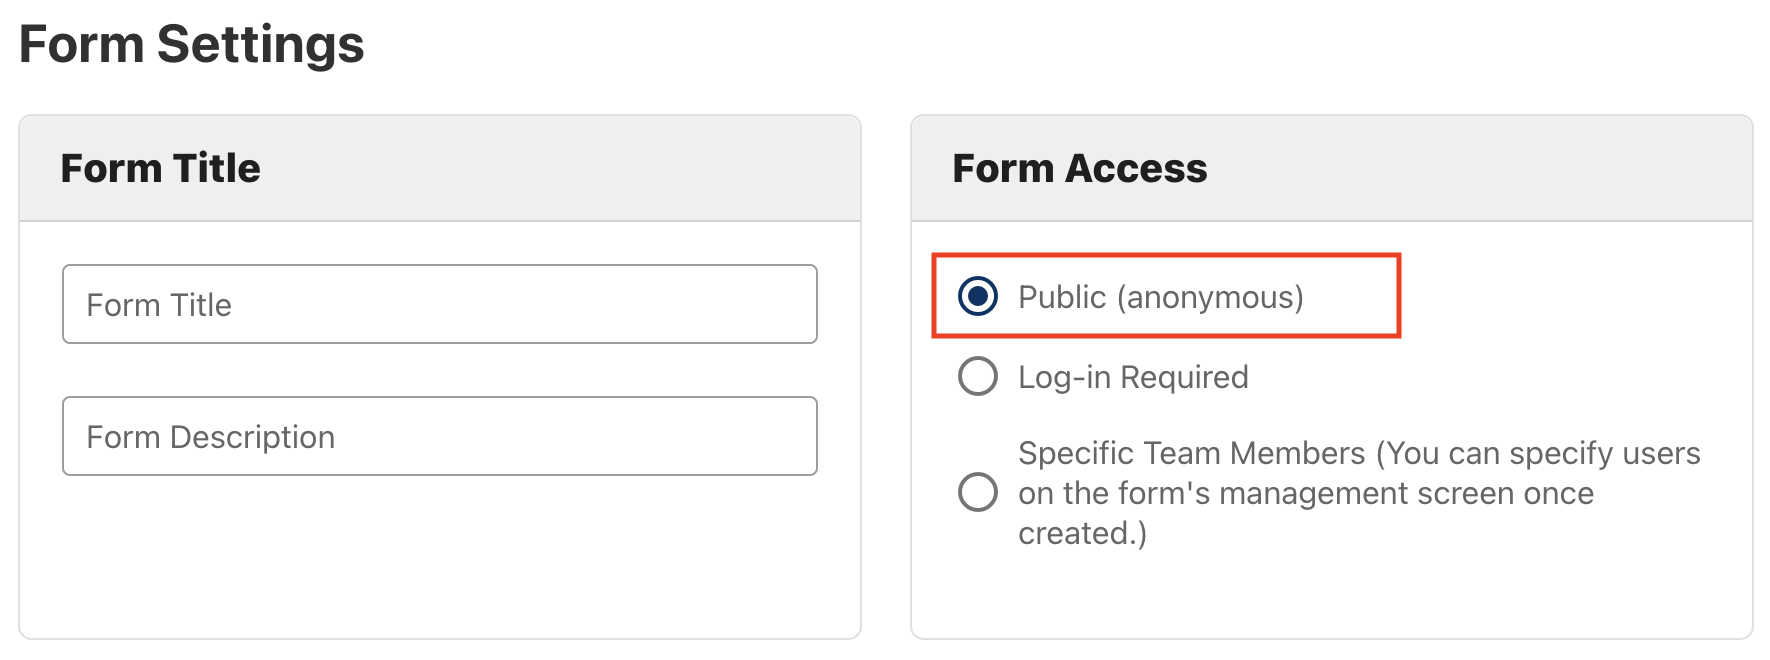 Form Settings
Form Title
Form Title
Form Description
Form Access
Public (anonymous)
Log-in Required
Specific Team Members (You can specify users
on the form's management screen once
created.)